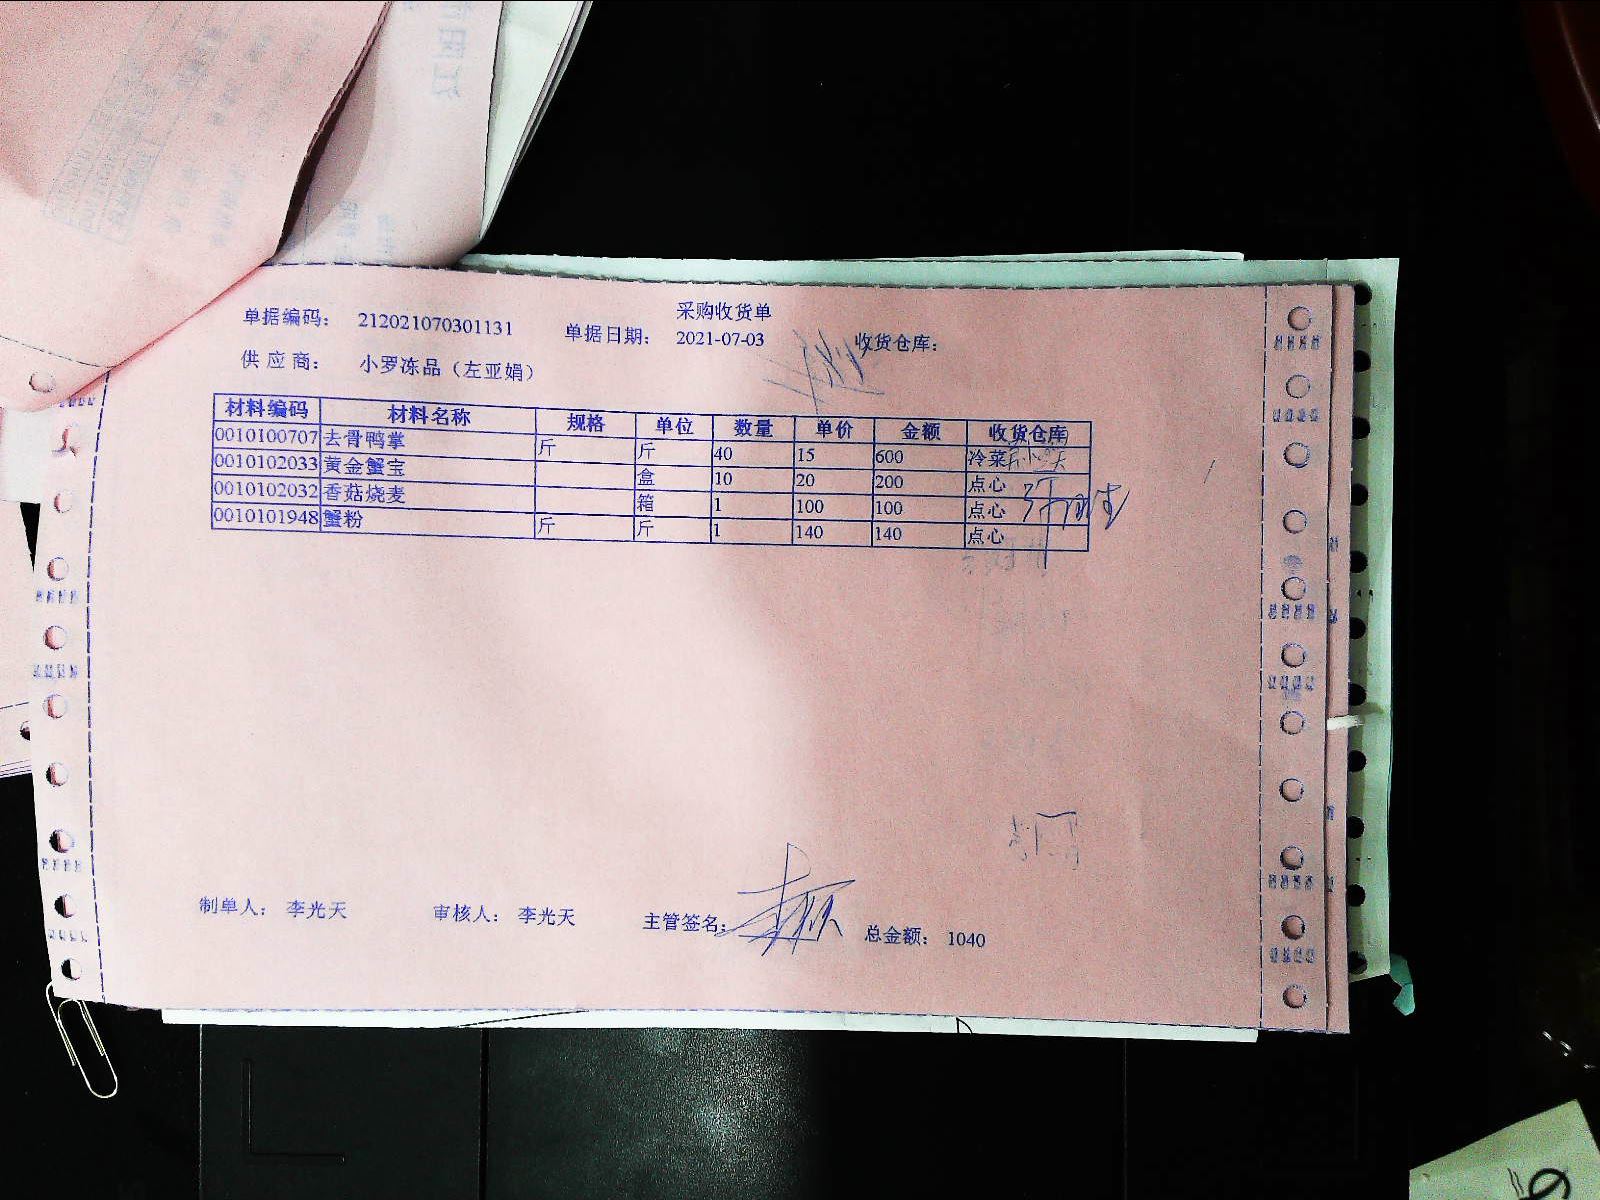 采购收货单
单据编码: 212021070301131 单据日期: 2021-07-03 收货仓库:
供 应 商: 小罗冻品（左亚娟）
材料编码 材料名称 规格 单位 数量 单价 金额 收货仓库
0010100707 去骨鸭掌 斤 斤 40 15 600 冷菜
0010102033 黄金蟹宝 盒 10 20 200 点心
0010102032 香菇烧麦 箱 1 100 100 点心
0010101948 蟹粉 斤 斤 1 140 140 点心
制单人: 李光天 审核人: 李光天 主管签名: 总金额: 1040